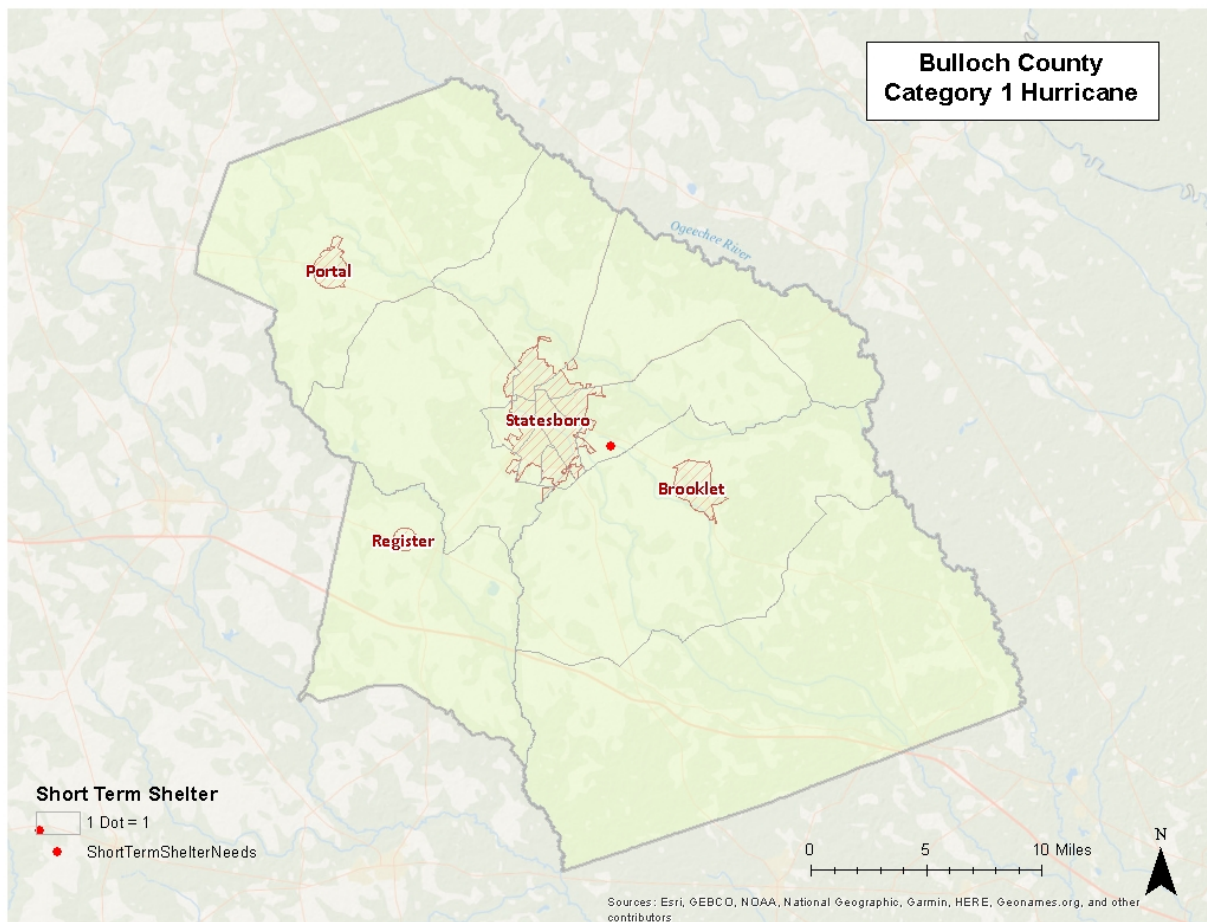 Bulloch County
Category 1 Hurricane
Ogeechee River
Portal
Statesboro
Brooklet
Register
Short Term Shelter
1 Dot = 1
ShortTermShelterNeeds
0 5 10 Miles
N
Sources: Esri, GEBCO, NOAA, National Geographic, Garmin, HERE, Geonames.org, and other
contributors